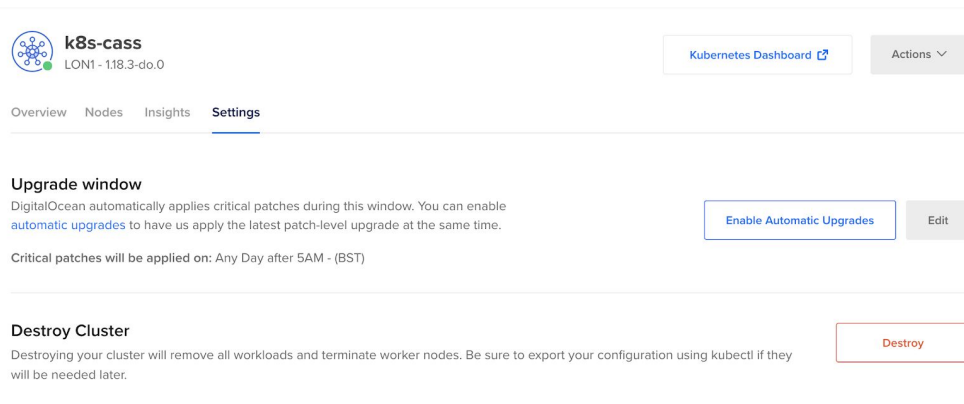 k8s-cass
LON1 - 1.18.3-do.0
Kubernetes Dashboard
Actions
Overview Nodes Insights Settings
Upgrade window
DigitalOcean automatically applies critical patches during this window. You can enable
automatic upgrades to have us apply the latest patch-level upgrade at the same time.
Enable Automatic Upgrades
Edit
Critical patches will be applied on: Any Day after 5AM - (BST)
Destroy Cluster
Destroying your cluster will remove all workloads and terminate worker nodes. Be sure to export your configuration using kubectl if they
will be needed later.
Destroy